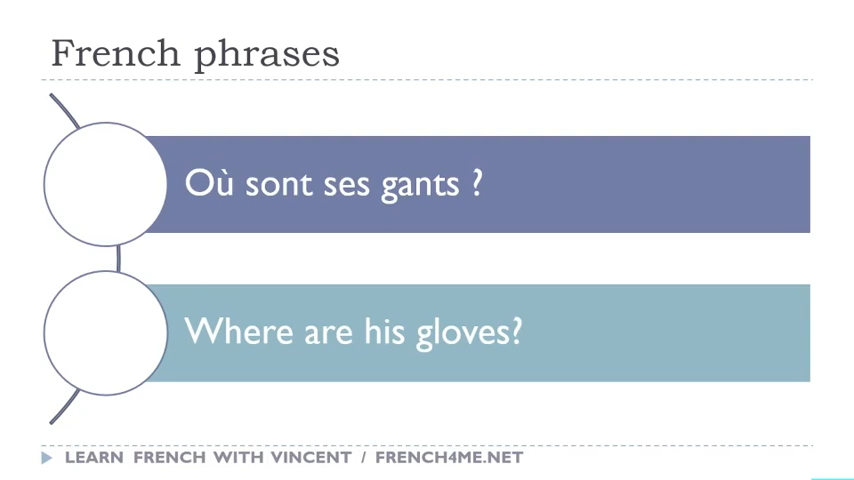 French phrases
Où sont ses gants ?
Where are his gloves?
LEARN FRENCH WITH VINCENT / FRENCH4ME.NET